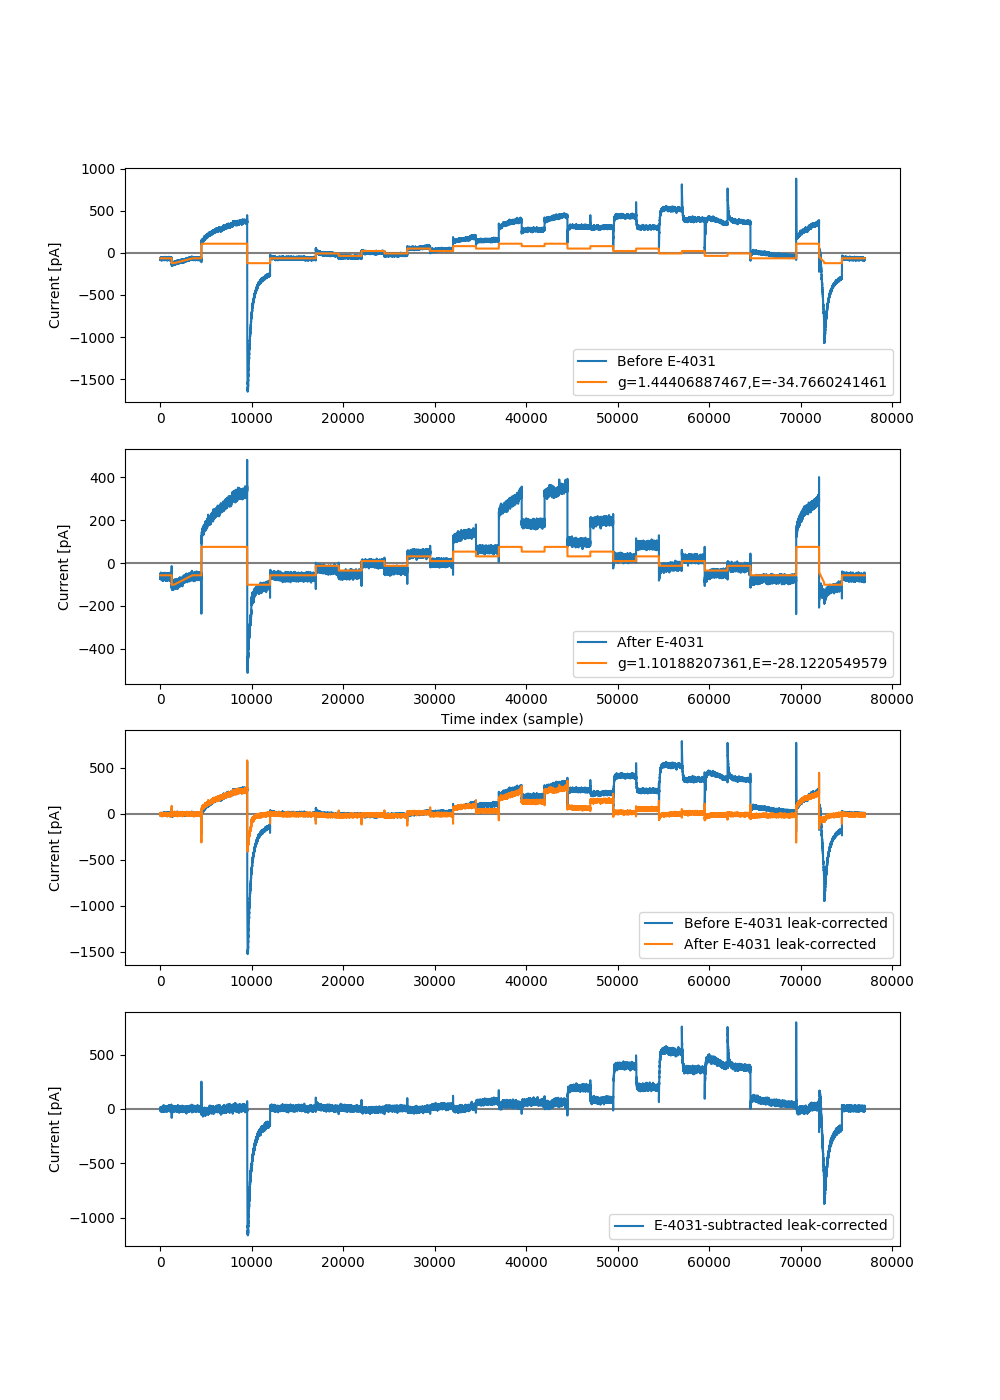 1000
500
0
−500
−1000
−1500
Current [pA]
Before E-4031
g=1.44406887467,E=-34.7660241461
0 10000 20000 30000 40000 50000 60000 70000 80000
400
200
0
−200
−400
Current [pA]
After E-4031
g=1.10188207361,E=-28.1220549579
0 10000 20000 30000 40000 50000 60000 70000 80000
Time index (sample)
500
0
−500
−1000
−1500
Current [pA]
Before E-4031 leak-corrected
After E-4031 leak-corrected
0 10000 20000 30000 40000 50000 60000 70000 80000
500
0
−500
−1000
Current [pA]
E-4031-subtracted leak-corrected
0 10000 20000 30000 40000 50000 60000 70000 80000